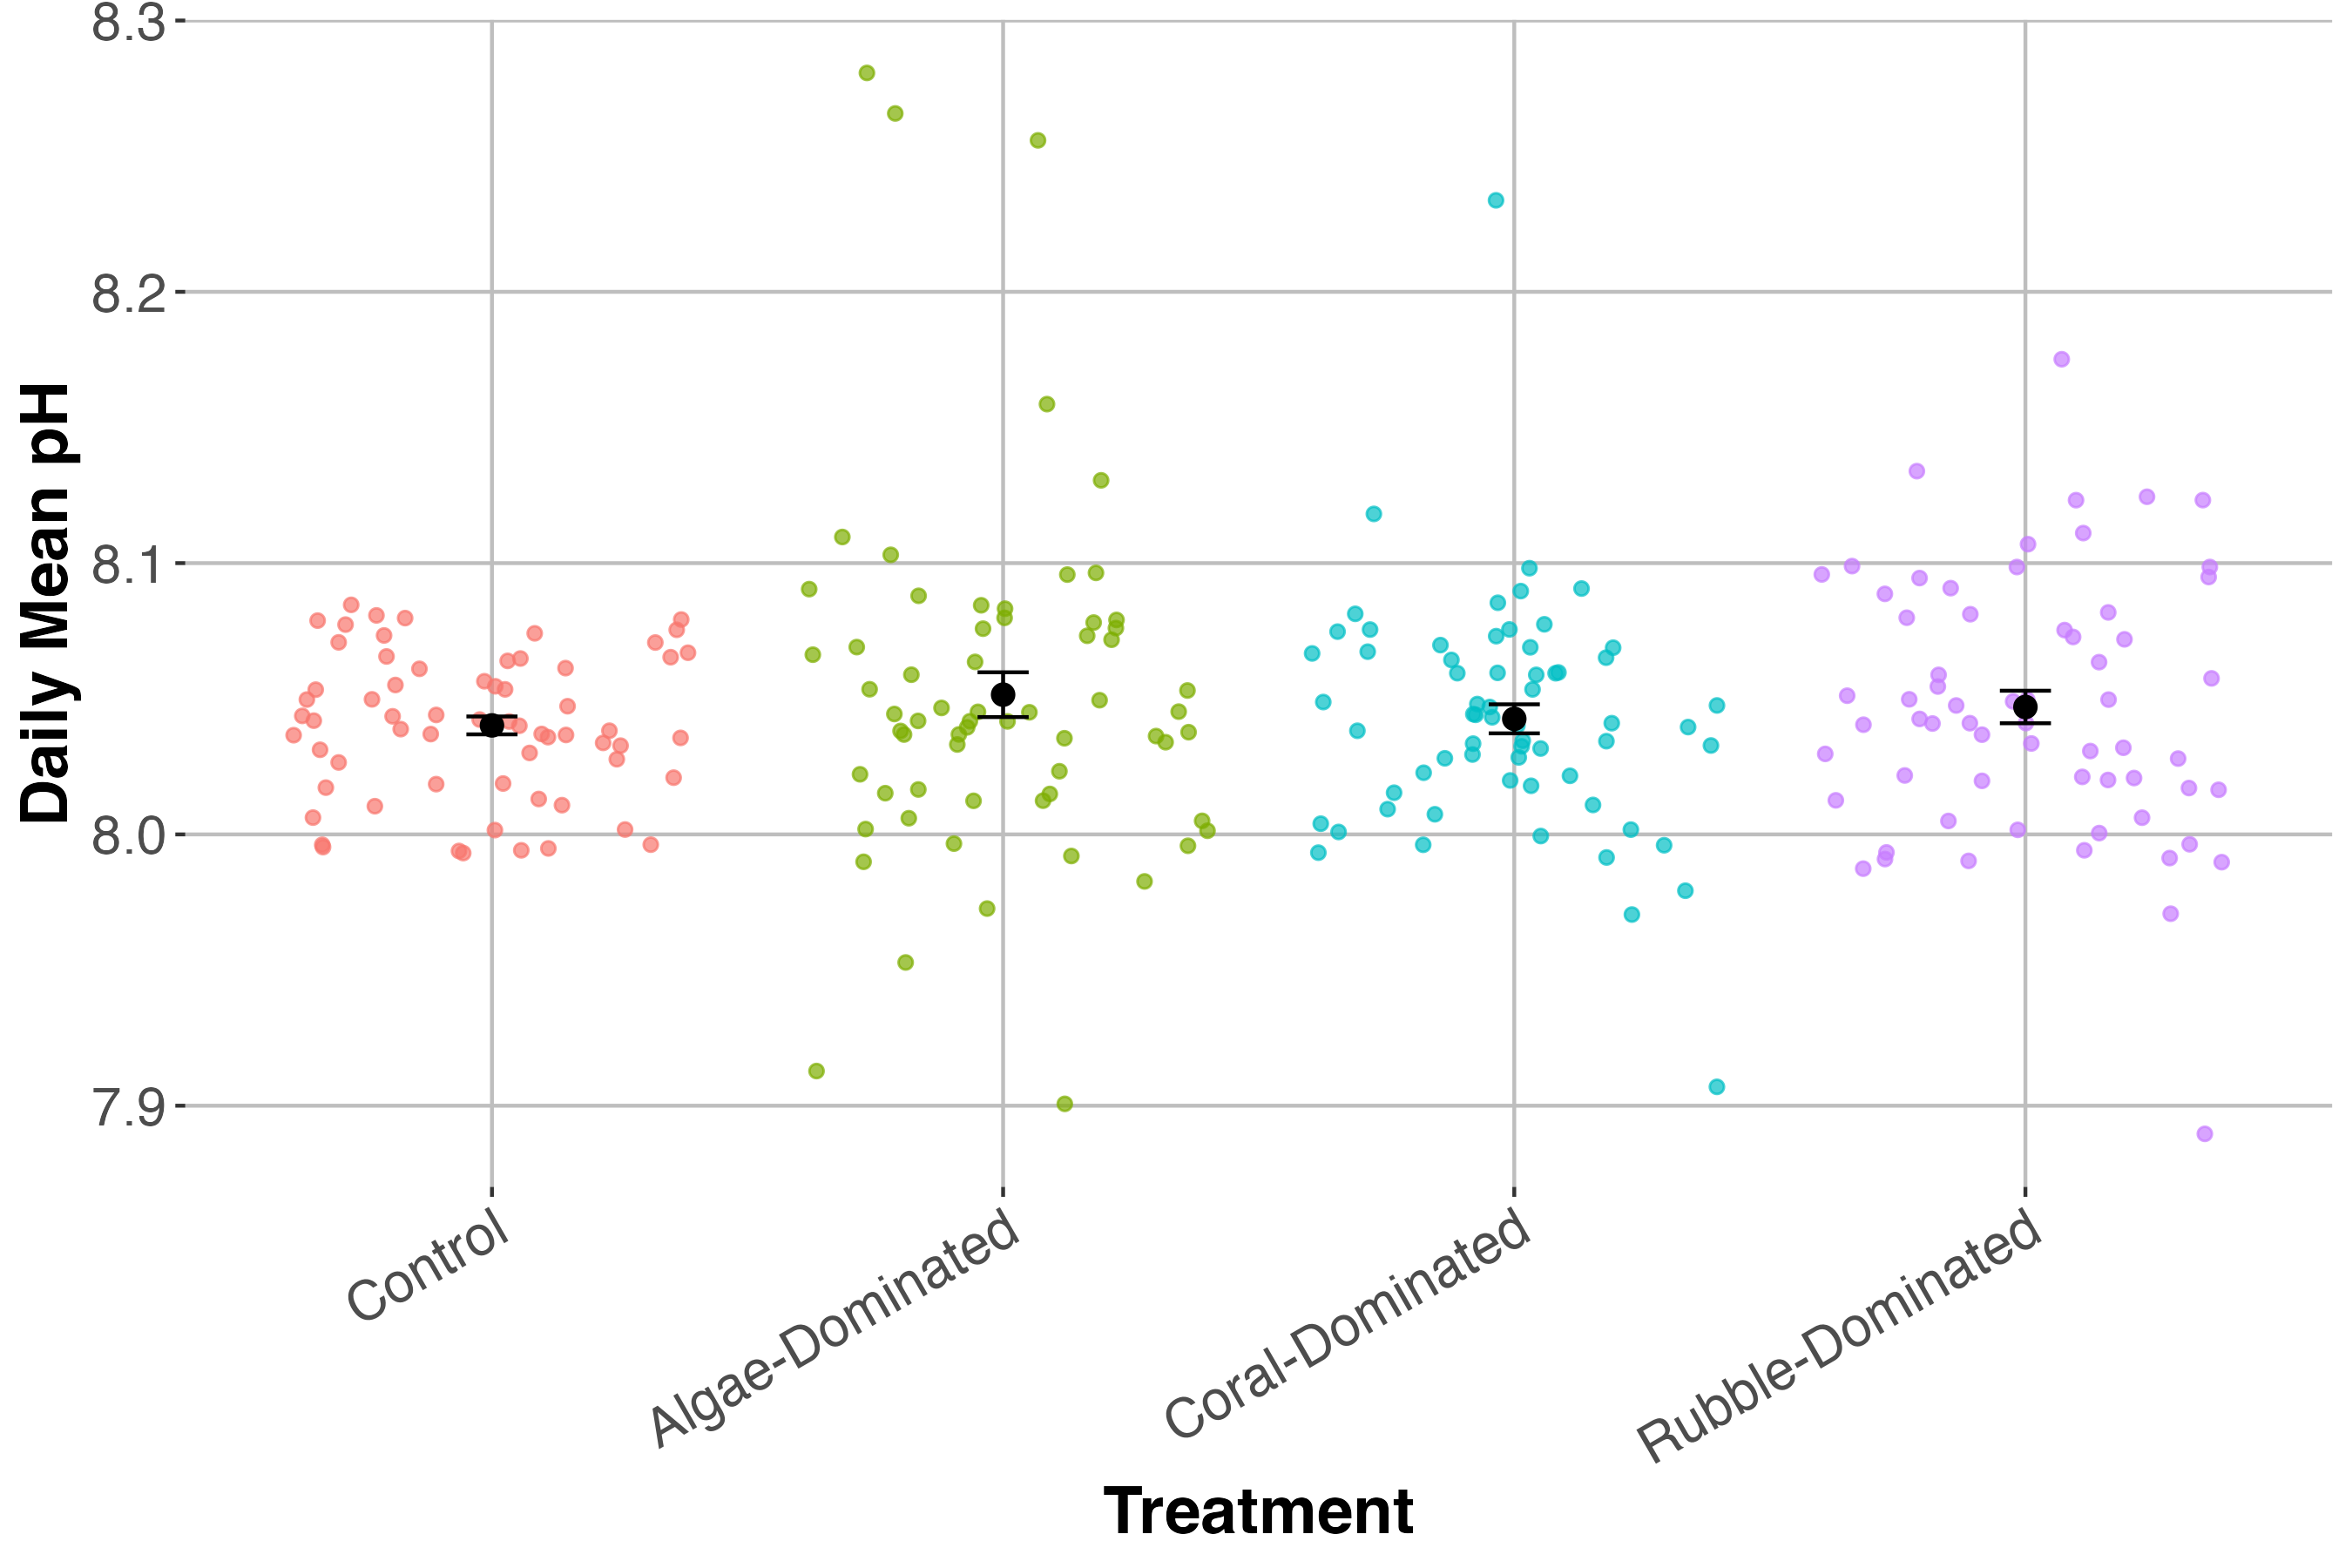 8.3
8.2
8.1
8.0
7.9
Daily Mean pH
Control
Algae-Dominated
Coral-Dominated
Rubble-Dominated
Treatment